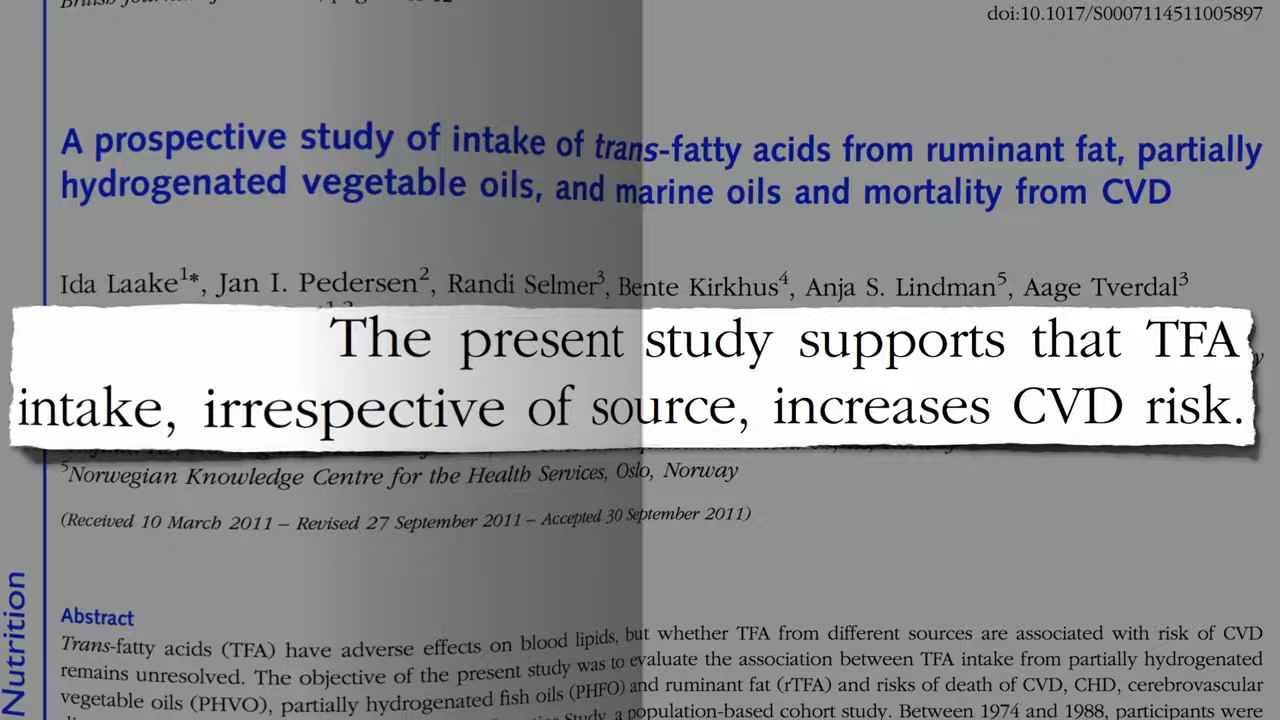 doi:10.1017/S0007114511005897
A prospective study of intake of trans-fatty acids from ruminant fat, partially
hydrogenated vegetable oils, and marine oils and mortality from CVD
Ida Laake1*, Jan I. Pedersen2, Randi Selmer3, Bente Kirkhus4, Anja S. Lindman5, Aage Tverdal3
The present study supports that TFA
intake, irrespective of source, increases CVD risk.
5Norwegian Knowledge Centre for the Health Services, Oslo, Norway
(Received 10 March 2011 – Revised 27 September 2011 – Accepted 30 September 2011)
Nutrition
Abstract
Trans-fatty acids (TFA) have adverse effects on blood lipids, but whether TFA from different sources are associated with risk of CVD
remains unresolved. The objective of the present study was to evaluate the association between TFA intake from partially hydrogenated
vegetable oils (PHVO), partially hydrogenated fish oils (PHFO) and ruminant fat (rTFA) and risks of death of CVD, CHD, cerebrovascular
Study, a population-based cohort study. Between 1974 and 1988, participants were